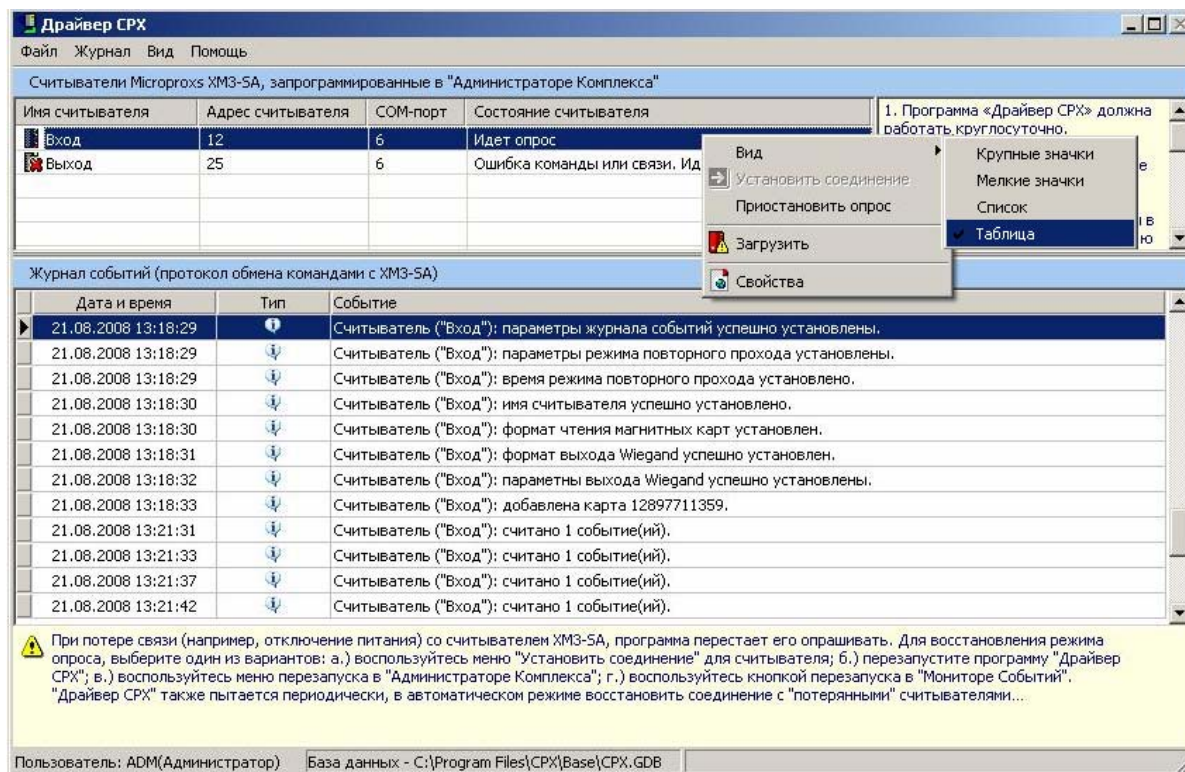 Драйвер CPX
Файл Журнал Вид Помощь
Считыватели Microproxs XM3-SA, запрограммированные в "Администраторе Комплекса"
Имя считывателя Адрес считывателя COM-порт Состояние считывателя
Вход 12 6 Идет опрос
Выход 25 6 Ошибка команды или связи. Ид
1. Программа «Драйвер CPX» должна
работать круглосуточно.
е
в
ю
Вид
Установить соединение
Приостановить опрос
Загрузить
Свойства
Крупные значки
Мелкие значки
Список
Таблица
Журнал событий (протокол обмена командами с XM3-SA)
Дата и время Тип Событие
21.08.2008 13:18:29 Считыватель ("Вход"): параметры журнала событий успешно установлены.
21.08.2008 13:18:29 Считыватель ("Вход"): параметры режима повторного прохода установлены.
21.08.2008 13:18:29 Считыватель ("Вход"): время режима повторного прохода установлено.
21.08.2008 13:18:30 Считыватель ("Вход"): имя считывателя успешно установлено.
21.08.2008 13:18:30 Считыватель ("Вход"): формат чтения магнитных карт установлен.
21.08.2008 13:18:31 Считыватель ("Вход"): формат выхода Wiegand успешно установлен.
21.08.2008 13:18:32 Считыватель ("Вход"): параметны выхода Wiegand успешно установлены.
21.08.2008 13:18:33 Считыватель ("Вход"): добавлена карта 12897711359.
21.08.2008 13:21:31 Считыватель ("Вход"): считано 1 событие(ий).
21.08.2008 13:21:33 Считыватель ("Вход"): считано 1 событие(ий).
21.08.2008 13:21:37 Считыватель ("Вход"): считано 1 событие(ий).
21.08.2008 13:21:42 Считыватель ("Вход"): считано 1 событие(ий).
При потере связи (например, отключение питания) со считывателем XM3-SA, программа перестает его опрашивать. Для восстановления режима
опроса, выберите один из вариантов: а.) воспользуйтесь меню "Установить соединение" для считывателя; б.) перезапустите программу "Драйвер
CPX"; в.) воспользуйтесь меню перезапуска в "Администраторе Комплекса"; г.) воспользуйтесь кнопкой перезапуска в "Мониторе Событий".
"Драйвер CPX" также пытается периодически, в автоматическом режиме восстановить соединение с "потерянными" считывателями...
Пользователь: ADM(Администратор) База данных - C:\Program Files\CPX\Base\CPX.GDB